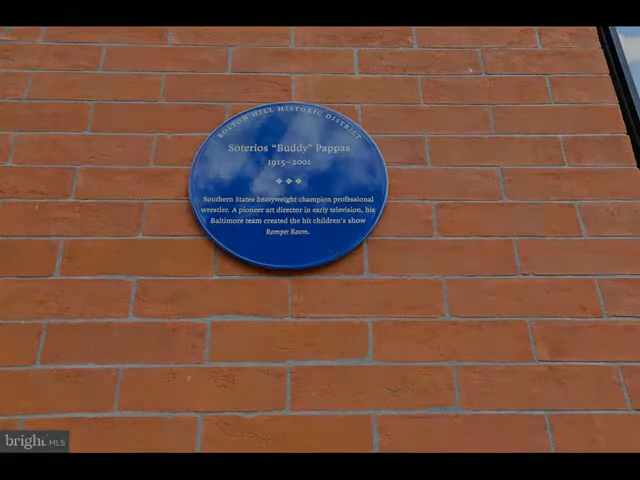 BOLTON HILL HISTORIC DISTRICT
Soterios "Buddy" Pappas
1915–2001
Southern States heavyweight champion professional
wrestler. A pioneer art director in early television, his
Baltimore team created the hit children's show
Romper Room.
bright MLS